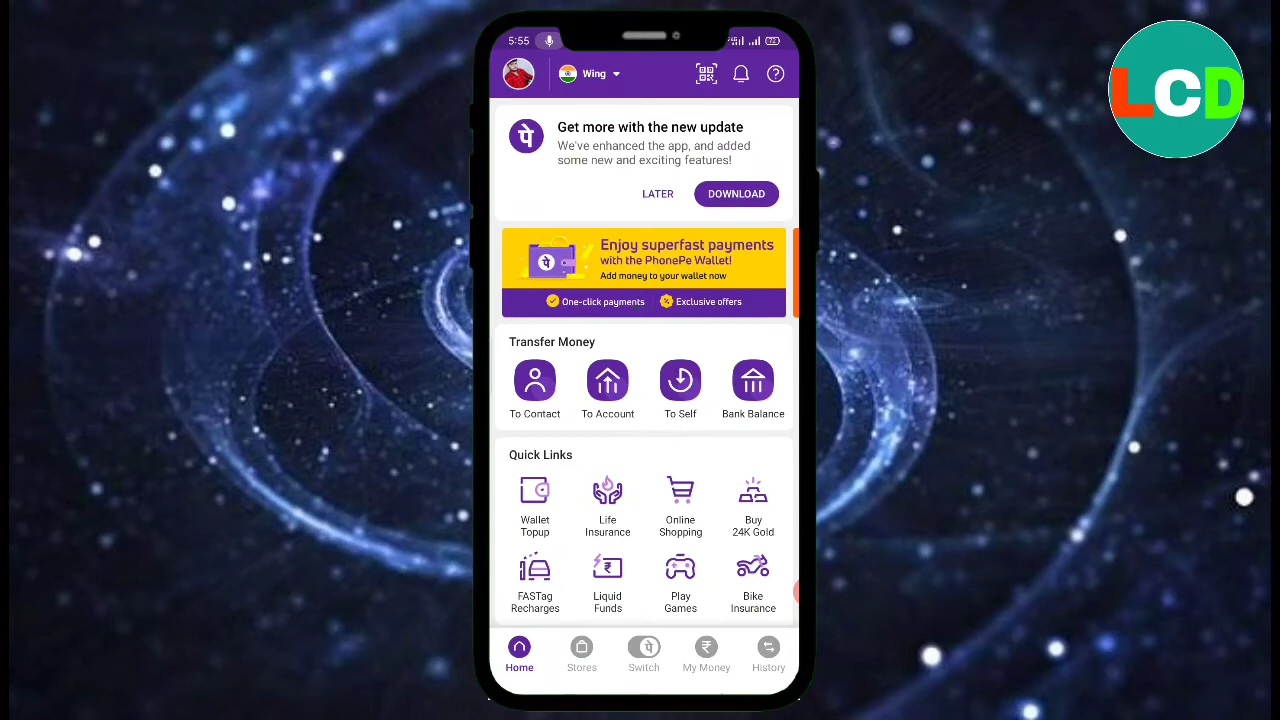 LCD
5:55
Wing
पे
Get more with the new update
We've enhanced the app, and added
some new and exciting features!
LATER
DOWNLOAD
Enjoy superfast payments
with the PhonePe Wallet!
पे
Add money to your wallet now
One-click payments
Exclusive offers
Transfer Money
To Contact
To Account
To Self
Bank Balance
Quick Links
Wallet
Topup
Life
Insurance
Online
Shopping
Buy
24K Gold
₹
FASTag
Recharges
Liquid
Funds
Play
Games
Bike
Insurance
पे
₹
Home
Stores
Switch
My Money
History